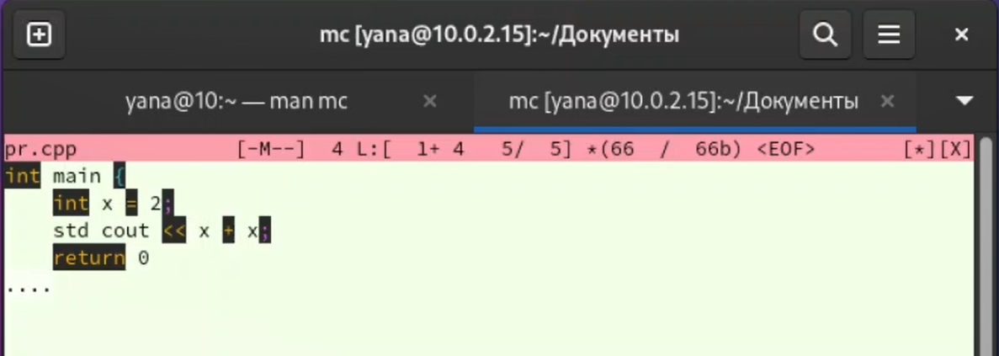 mc [yana@10.0.2.15]:~/Документы
yana@10:~ — man mc
mc [yana@10.0.2.15]:~/Документы
pr.cpp [-M--] 4 L:[ 1+ 4 5/ 5] *(66 / 66b) <EOF> [*][X]
int main {
int x = 2;
std cout << x + x;
return 0
....